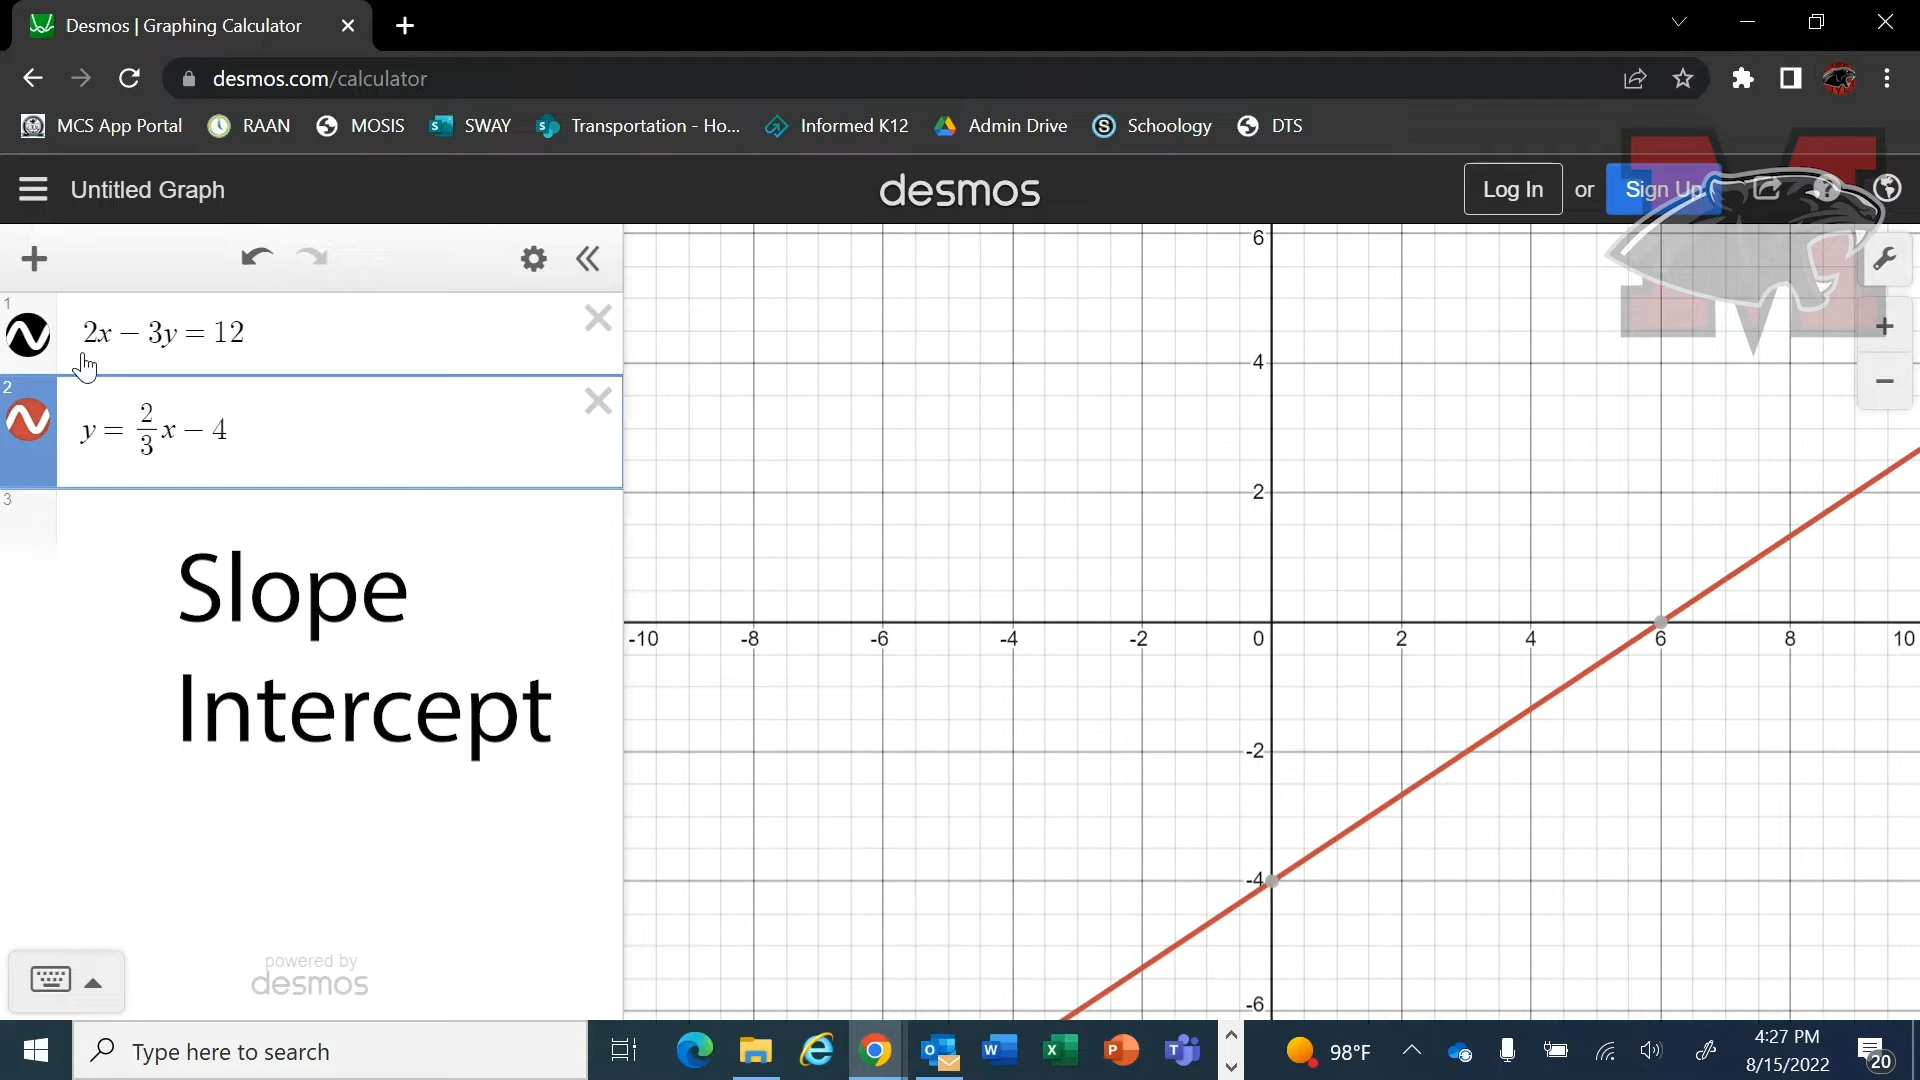 Desmos | Graphing Calculator
desmos.com/calculator
MCS App Portal RAAN MOSIS SWAY Transportation - Ho... Informed K12 Admin Drive Schoology DTS
Untitled Graph desmos Log In or Sign Up
1
2x − 3y = 12
2
y = 2/3 x − 4
3
Slope
Intercept
powered by
desmos
6
4
2
-10 -8 -6 -4 -2 0 2 4 6 8 10
-2
-4
-6
Type here to search
98°F
4:27 PM
8/15/2022
20